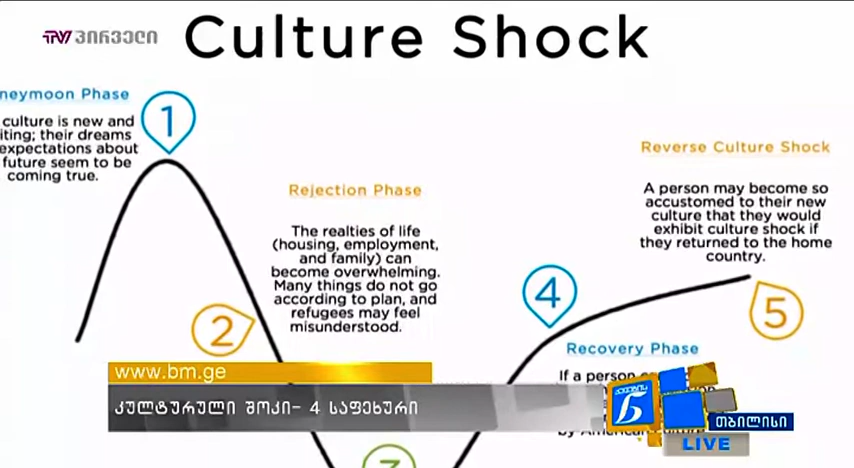 TV პირველი
Culture Shock
neymoon Phase
culture is new and
iting; their dreams
expectations about
future seem to be
coming true.
1
Rejection Phase
The realties of life
(housing, employment,
and family) can
become overwhelming.
Many things do not go
according to plan, and
refugees may feel
misunderstood.
2
3
Reverse Culture Shock
A person may become so
accustomed to their new
culture that they would
exhibit culture shock if
they returned to the home
country.
4
5
Recovery Phase
If a person
www.bm.ge
კულტურული შოკი- 4 საფეხური
თბილისი
LIVE